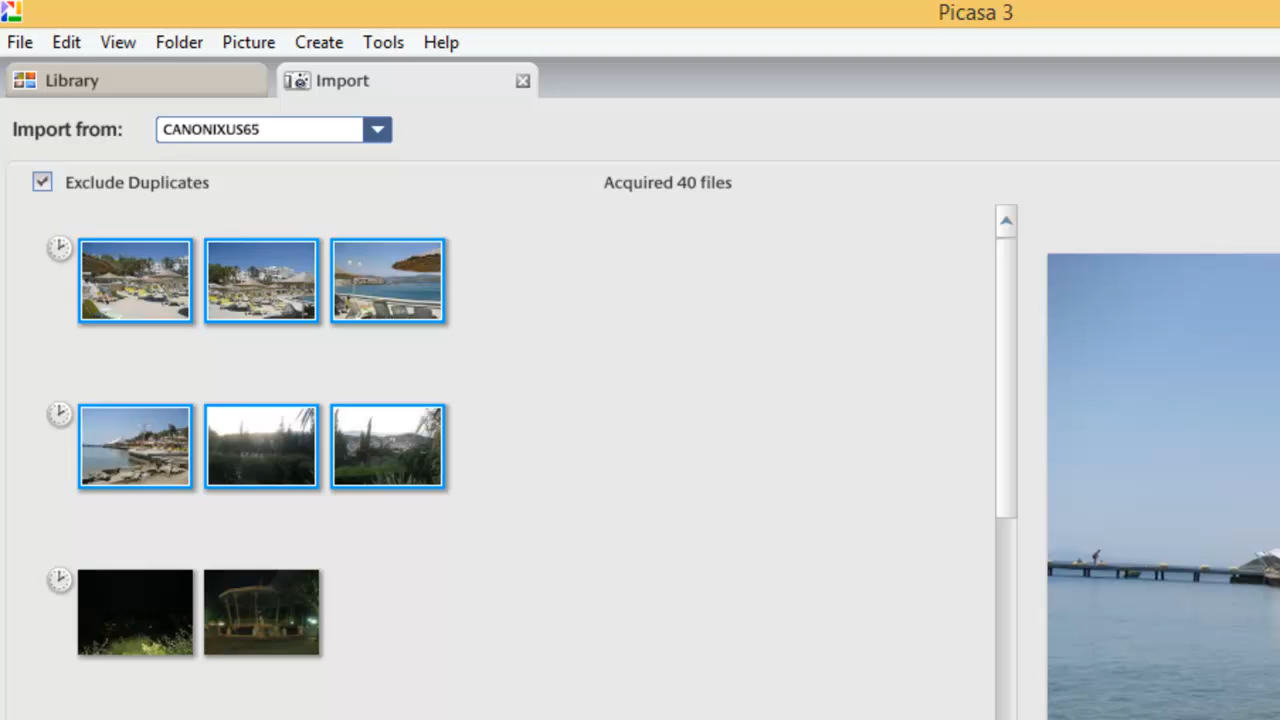 Picasa 3
File Edit View Folder Picture Create Tools Help
Library Import
Import from: CANONIXUS65
Exclude Duplicates Acquired 40 files